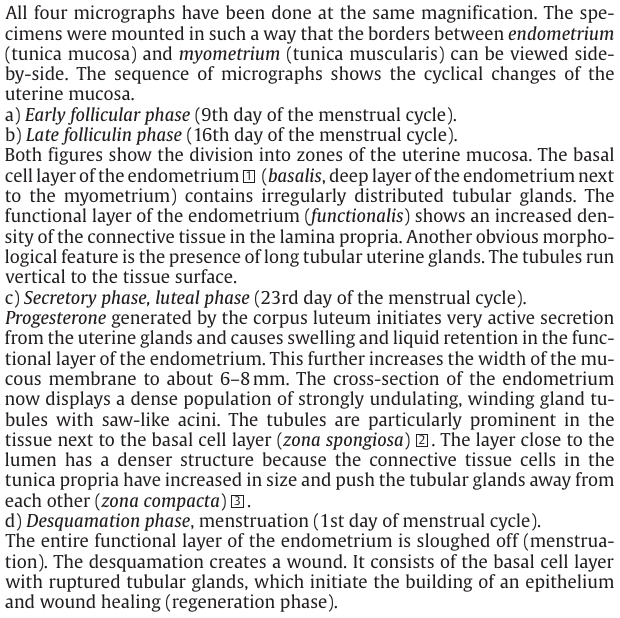 All four micrographs have been done at the same magnification. The spe-
cimens were mounted in such a way that the borders between endometrium
(tunica mucosa) and myometrium (tunica muscularis) can be viewed side-
by-side. The sequence of micrographs shows the cyclical changes of the
uterine mucosa.
a) Early follicular phase (9th day of the menstrual cycle).
b) Late folliculin phase (16th day of the menstrual cycle).
Both figures show the division into zones of the uterine mucosa. The basal
cell layer of the endometrium 1 (basalis, deep layer of the endometrium next
to the myometrium) contains irregularly distributed tubular glands. The
functional layer of the endometrium (functionalis) shows an increased den-
sity of the connective tissue in the lamina propria. Another obvious morpho-
logical feature is the presence of long tubular uterine glands. The tubules run
vertical to the tissue surface.
c) Secretory phase, luteal phase (23rd day of the menstrual cycle).
Progesterone generated by the corpus luteum initiates very active secretion
from the uterine glands and causes swelling and liquid retention in the func-
tional layer of the endometrium. This further increases the width of the mu-
cous membrane to about 6–8 mm. The cross-section of the endometrium
now displays a dense population of strongly undulating, winding gland tu-
bules with saw-like acini. The tubules are particularly prominent in the
tissue next to the basal cell layer (zona spongiosa) 2. The layer close to the
lumen has a denser structure because the connective tissue cells in the
tunica propria have increased in size and push the tubular glands away from
each other (zona compacta) 3.
d) Desquamation phase, menstruation (1st day of menstrual cycle).
The entire functional layer of the endometrium is sloughed off (menstrua-
tion). The desquamation creates a wound. It consists of the basal cell layer
with ruptured tubular glands, which initiate the building of an epithelium
and wound healing (regeneration phase).